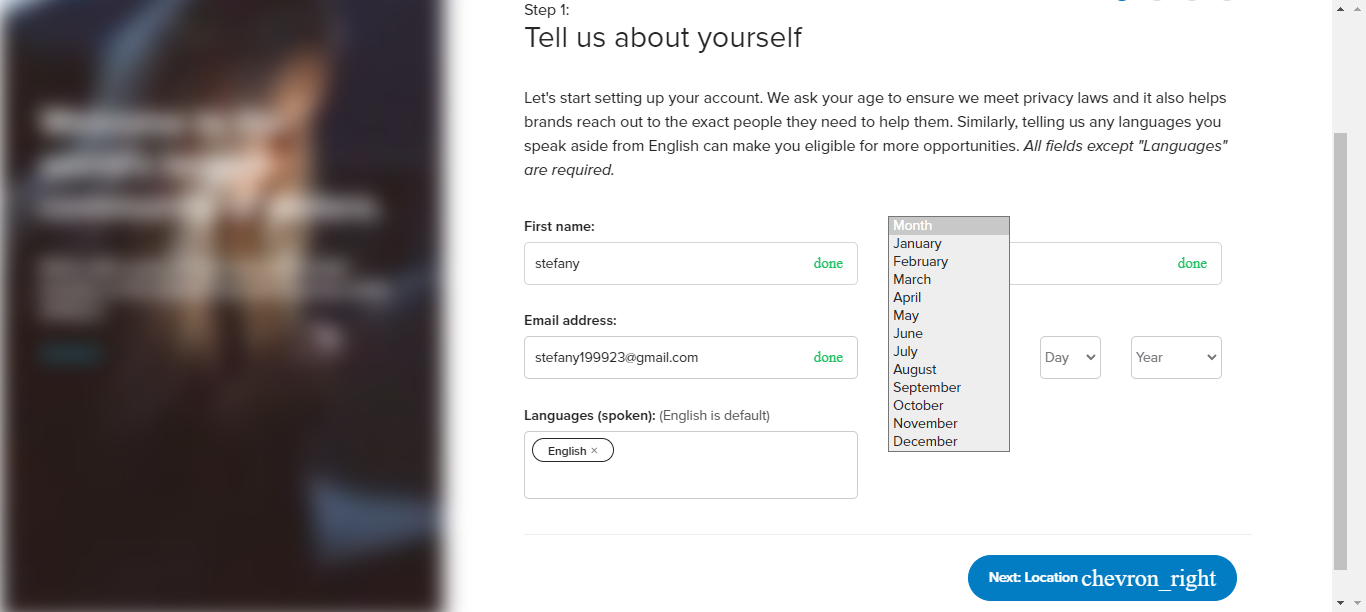 Step 1:
Tell us about yourself
Let's start setting up your account. We ask your age to ensure we meet privacy laws and it also helps
brands reach out to the exact people they need to help them. Similarly, telling us any languages you
speak aside from English can make you eligible for more opportunities. All fields except "Languages"
are required.
First name:
stefany done
done
Month
January
February
March
April
May
June
July
August
September
October
November
December
Email address:
stefany199923@gmail.com done
Day
Year
Languages (spoken): (English is default)
English ×
Next: Location chevron_right